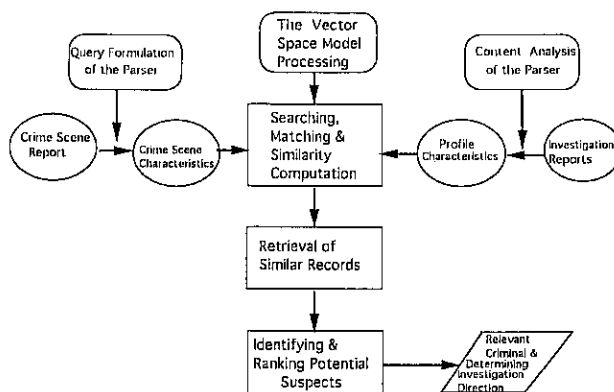 Query Formulation
of the Parser
The Vector
Space Model
Processing
Content Analysis
of the Parser
Crime Scene
Report
Crime Scene
Characteristics
Searching,
Matching &
Similarity
Computation
Profile
Characteristics
Investigation
Reports
Retrieval of
Similar Records
Identifying &
Ranking Potential
Suspects
Relevant
Criminal &
Determining
Investigation
Direction